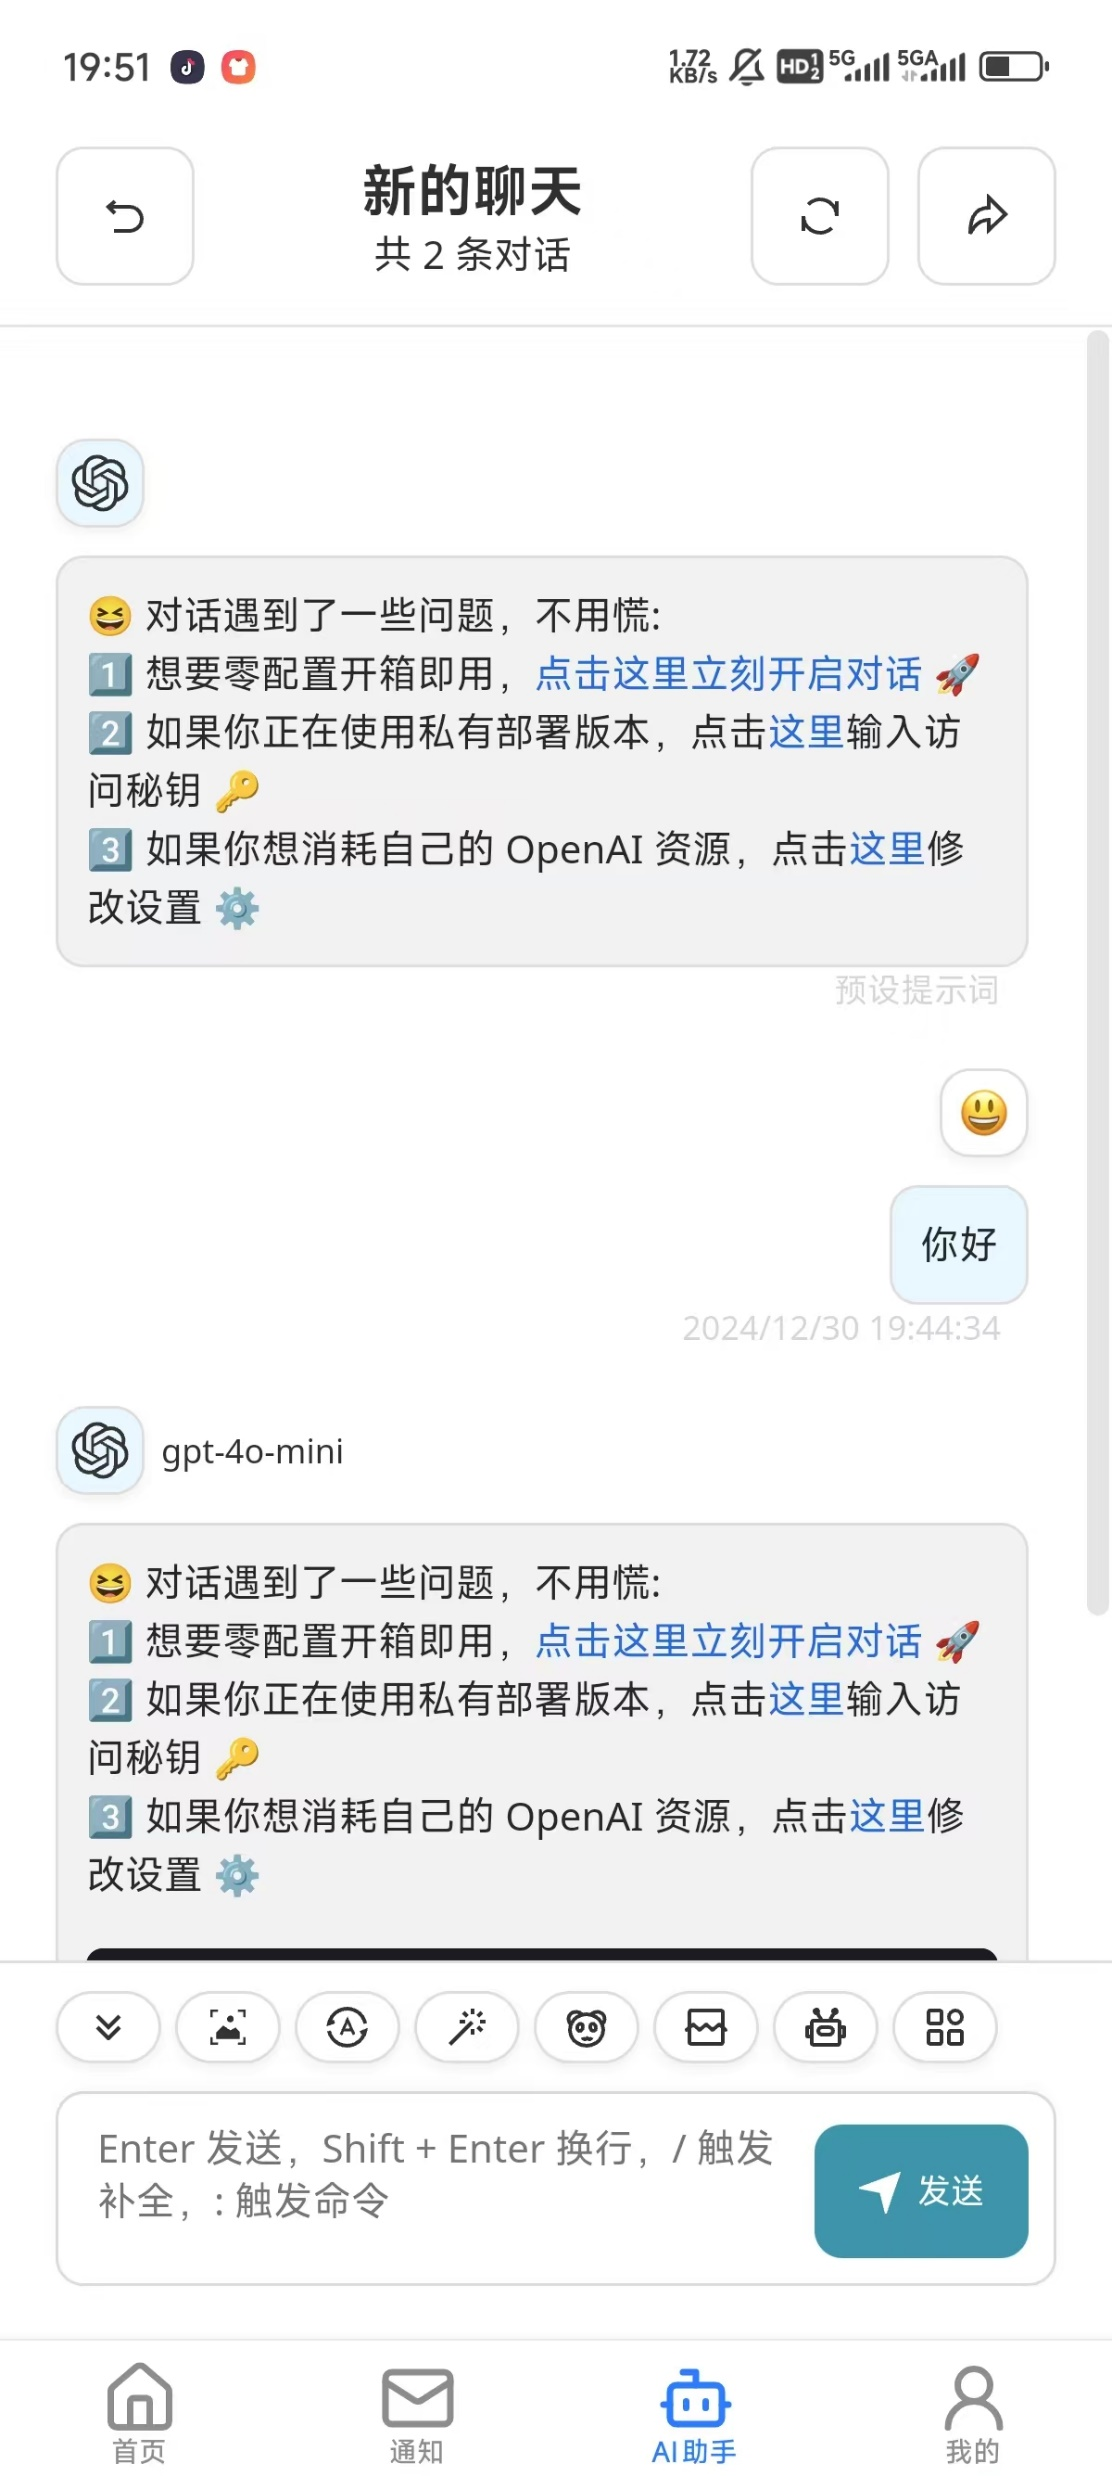 19:51
1.72 KB/s HD 1 2 5G 5GA
新的聊天
共 2 条对话
😆 对话遇到了一些问题，不用慌:
1️⃣ 想要零配置开箱即用，点击这里立刻开启对话 🚀
2️⃣ 如果你正在使用私有部署版本，点击这里输入访
问秘钥 🔑
3️⃣ 如果你想消耗自己的 OpenAI 资源，点击这里修
改设置 ⚙️
预设提示词
😃
你好
2024/12/30 19:44:34
gpt-4o-mini
😆 对话遇到了一些问题，不用慌:
1️⃣ 想要零配置开箱即用，点击这里立刻开启对话 🚀
2️⃣ 如果你正在使用私有部署版本，点击这里输入访
问秘钥 🔑
3️⃣ 如果你想消耗自己的 OpenAI 资源，点击这里修
改设置 ⚙️
Enter 发送，Shift + Enter 换行，/ 触发
补全，: 触发命令
发送
首页
通知
AI助手
我的